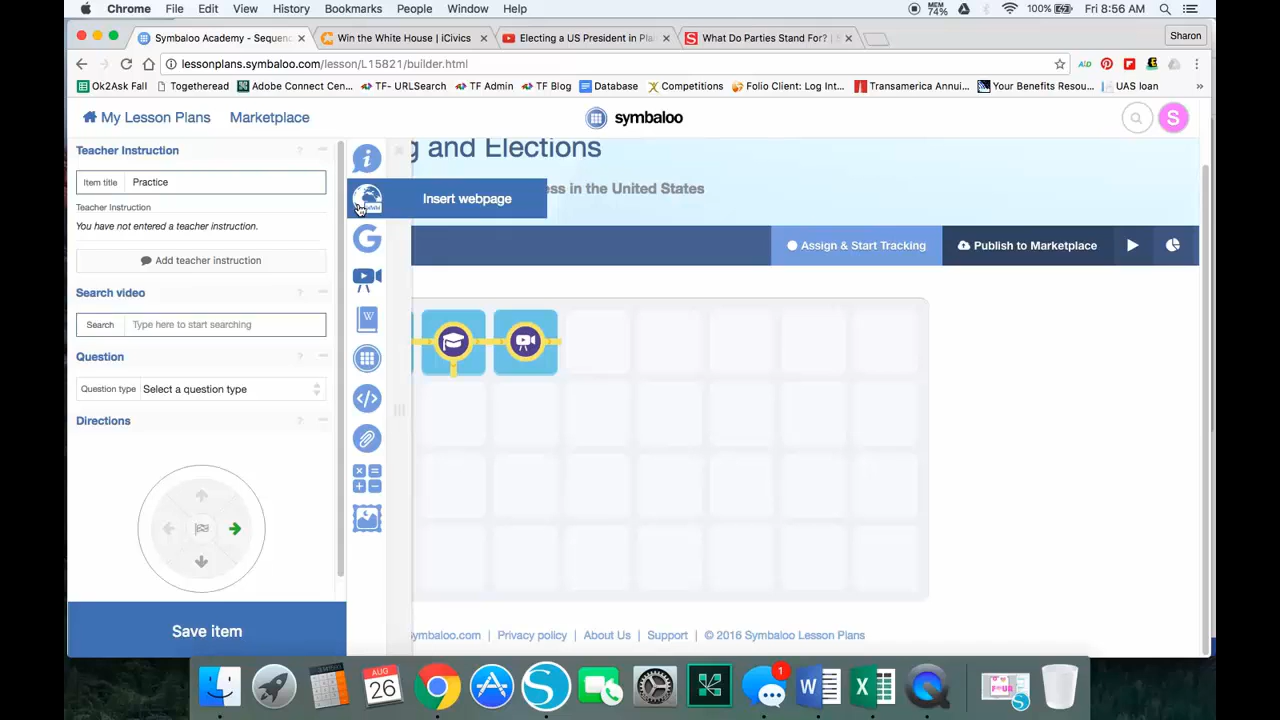 Chrome File Edit View History Bookmarks People Window Help MEM 74% 100% Fri 8:56 AM
Symbaloo Academy - Sequenc × Win the White House | iCivics × Electing a US President in Pla × What Do Parties Stand For? | S × Sharon
lessonplans.symbaloo.com/lesson/L15821/builder.html
Ok2Ask Fall Togetheread Adobe Connect Cen... TF- URLSearch TF Admin TF Blog Database Competitions Folio Client: Log Int... Transamerica Annui... Your Benefits Resou... UAS loan »
My Lesson Plans Marketplace symbaloo S
Teacher Instruction ? g and Elections
Item title Practice
Insert webpage ess in the United States
Teacher Instruction
You have not entered a teacher instruction.
Assign & Start Tracking Publish to Marketplace
Add teacher instruction
G
Search video ?
Search Type here to start searching
W
Question ?
Question type Select a question type
Directions ?
Save item
ymbaloo.com | Privacy policy | About Us | Support | © 2016 Symbaloo Lesson Plans
AUG
26
1